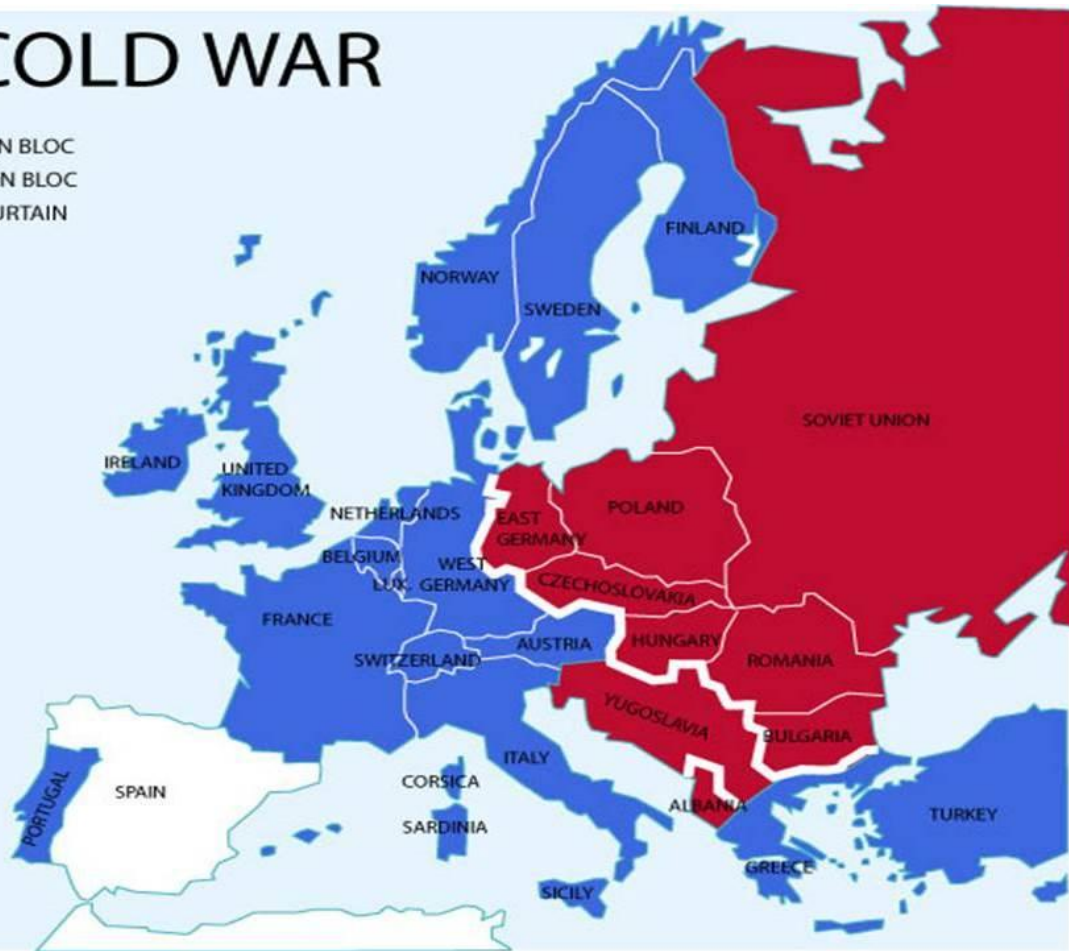 COLD WAR
N BLOC
N BLOC
URTAIN
FINLAND
NORWAY
SWEDEN
SOVIET UNION
IRELAND
UNITED
KINGDOM
NETHERLANDS
POLAND
EAST
GERMANY
BELGIUM
WEST
GERMANY
LUX.
CZECHOSLOVAKIA
FRANCE
AUSTRIA
HUNGARY
SWITZERLAND
ROMANIA
YUGOSLAVIA
BULGARIA
ITALY
CORSICA
SPAIN
PORTUGAL
ALBANIA
TURKEY
SARDINIA
GREECE
SICILY